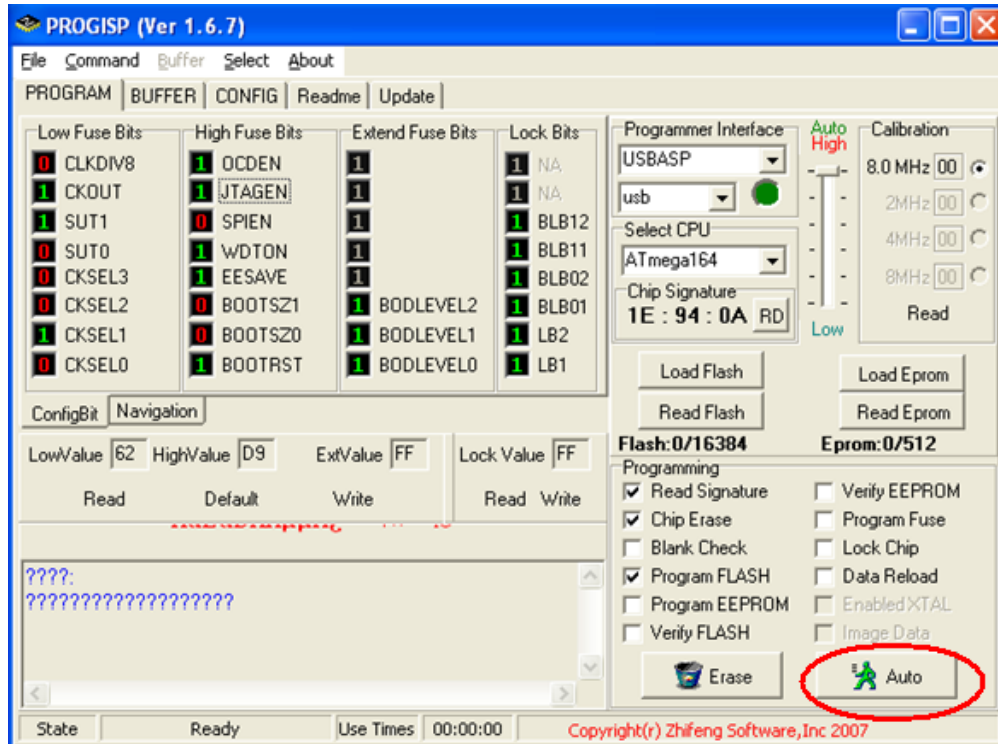 PROGISP (Ver 1.6.7)
File Command Buffer Select About
PROGRAM BUFFER CONFIG Readme Update
Low Fuse Bits
0 CLKDIV8
1 CKOUT
1 SUT1
0 SUT0
0 CKSEL3
0 CKSEL2
1 CKSEL1
0 CKSEL0
High Fuse Bits
1 OCDEN
1 JTAGEN
0 SPIEN
1 WDTON
1 EESAVE
0 BOOTSZ1
0 BOOTSZ0
1 BOOTRST
Extend Fuse Bits
1
1
1
1
1
1 BODLEVEL2
1 BODLEVEL1
1 BODLEVEL0
Lock Bits
1 NA
1 NA
1 BLB12
1 BLB11
1 BLB02
1 BLB01
1 LB2
1 LB1
ConfigBit Navigation
LowValue 62 HighValue D9 ExtValue FF Lock Value FF
Read Default Write Read Write
????:
???????????????????
Programmer Interface
USBASP
usb
Select CPU
ATmega164
Chip Signature
1E : 94 : 0A RD
Auto
High
Low
Calibration
8.0 MHz 00
2MHz 00
4MHz 00
8MHz 00
Read
Load Flash Load Eprom
Read Flash Read Eprom
Flash:0/16384 Eprom:0/512
Programming
Read Signature
Chip Erase
Blank Check
Program FLASH
Program EEPROM
Verify FLASH
Verify EEPROM
Program Fuse
Lock Chip
Data Reload
Enabled XTAL
Image Data
Erase Auto
State Ready Use Times 00:00:00 Copyright(r) Zhifeng Software,Inc 2007